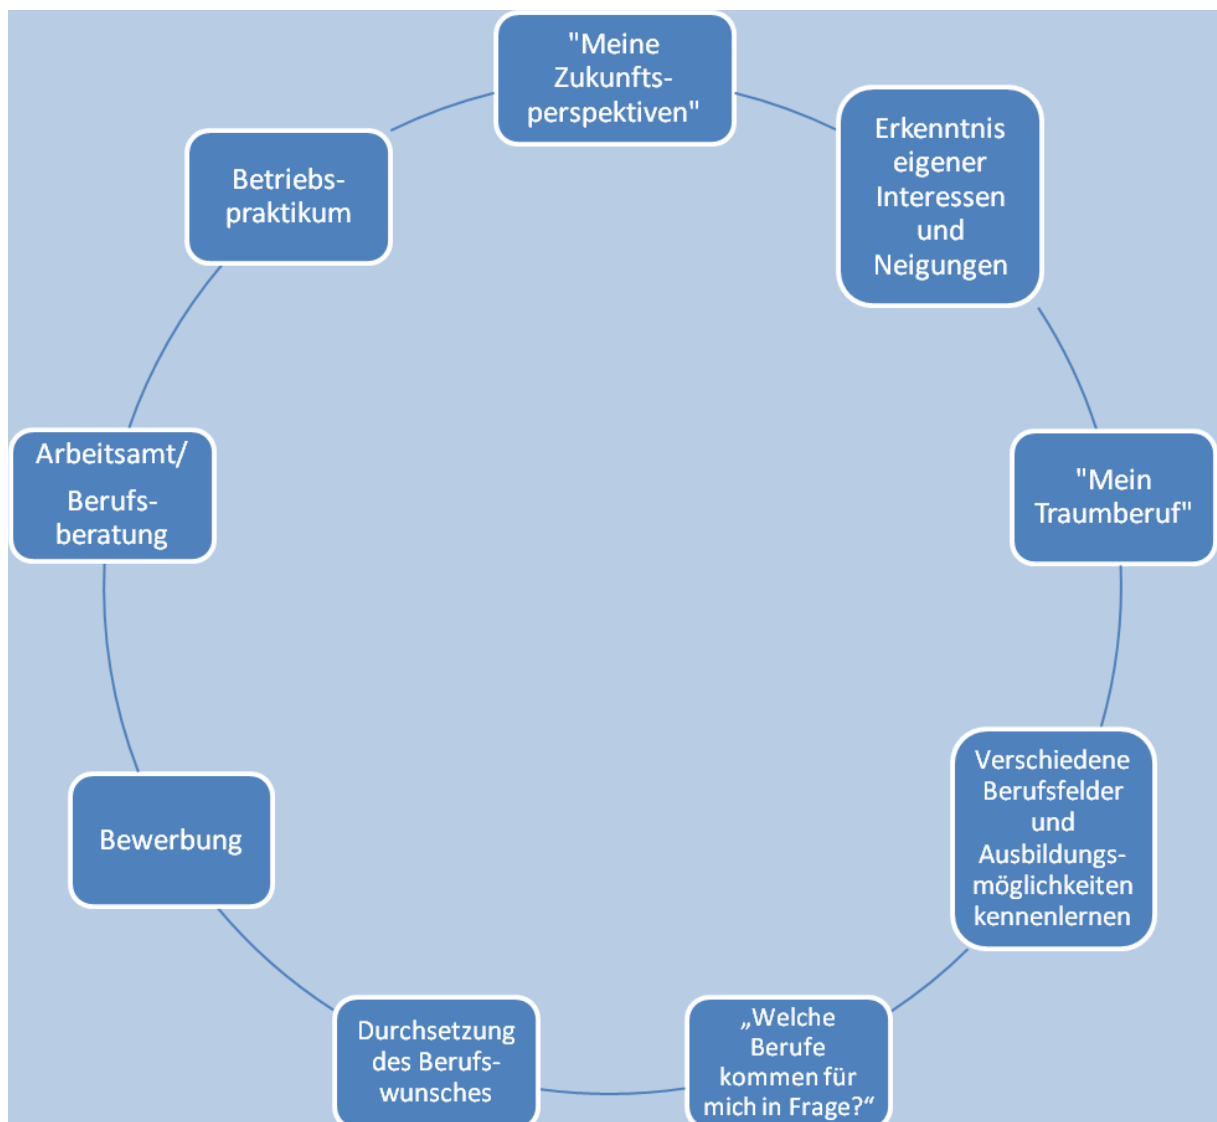 "Meine
Zukunfts-
perspektiven"
Erkenntnis
eigener
Interessen
und
Neigungen
"Mein
Traumberuf"
Verschiedene
Berufsfelder
und
Ausbildungs-
möglichkeiten
kennenlernen
„Welche
Berufe
kommen für
mich in Frage?“
Durchsetzung
des Berufs-
wunsches
Bewerbung
Arbeitsamt/
Berufs-
beratung
Betriebs-
praktikum